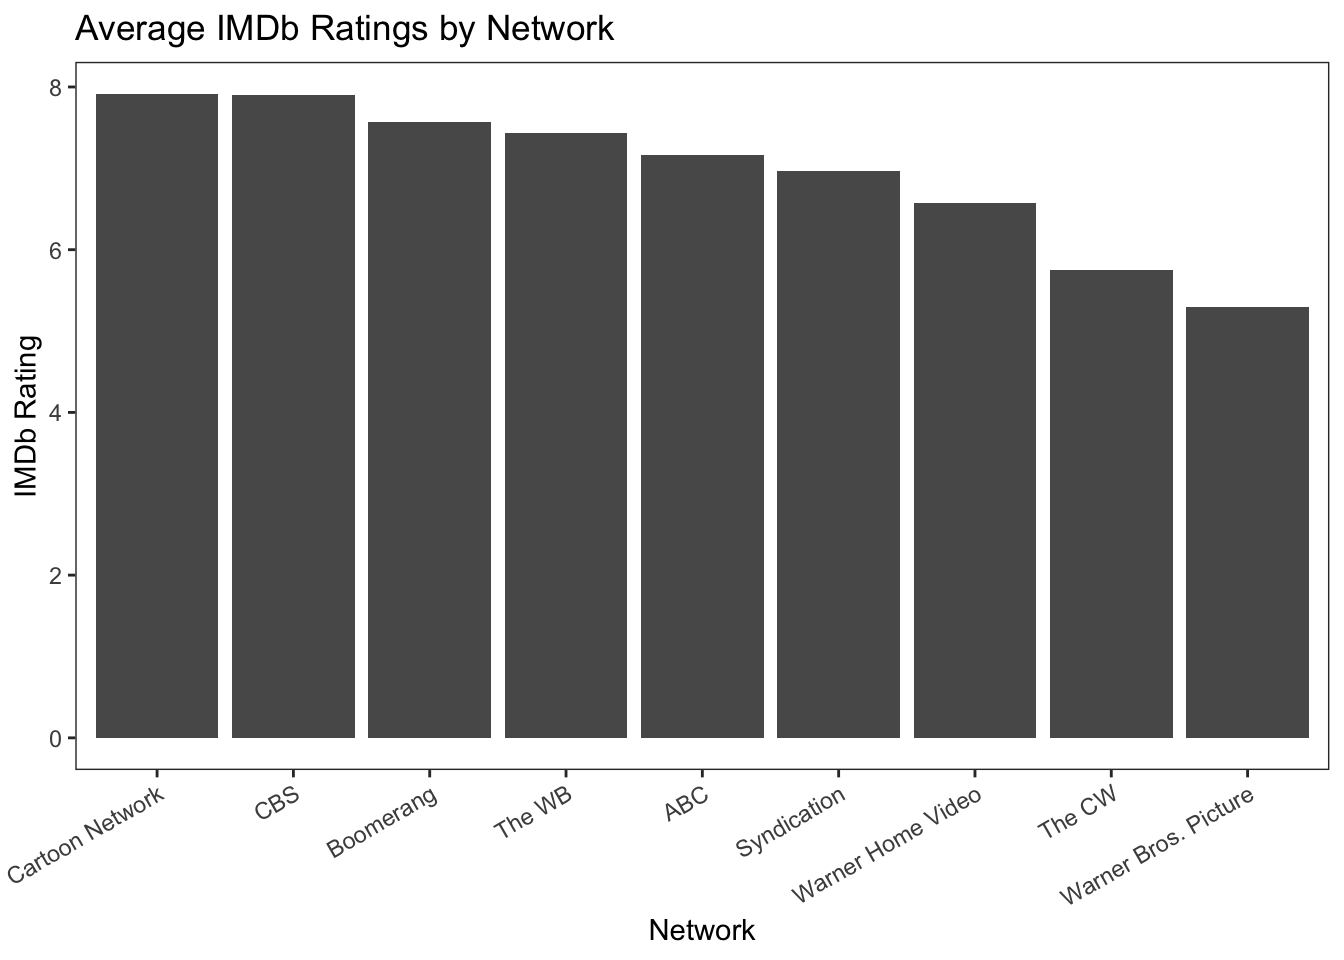 Average IMDb Ratings by Network
8
6
4
2
0
IMDb Rating
Cartoon Network
CBS
Boomerang
The WB
ABC
Syndication
Warner Home Video
The CW
Warner Bros. Picture
Network